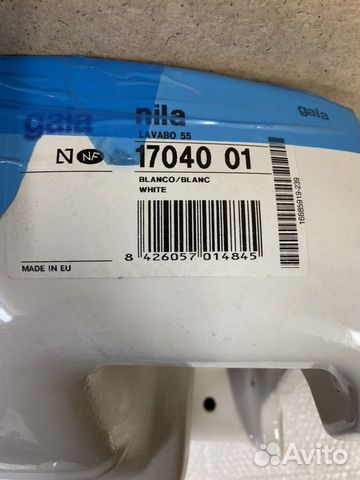 gala
nila
gala
LAVABO 55
N NF 17040 01
BLANCO/BLANC
WHITE
16685919-239
MADE IN EU
8 426057 014845
Avito